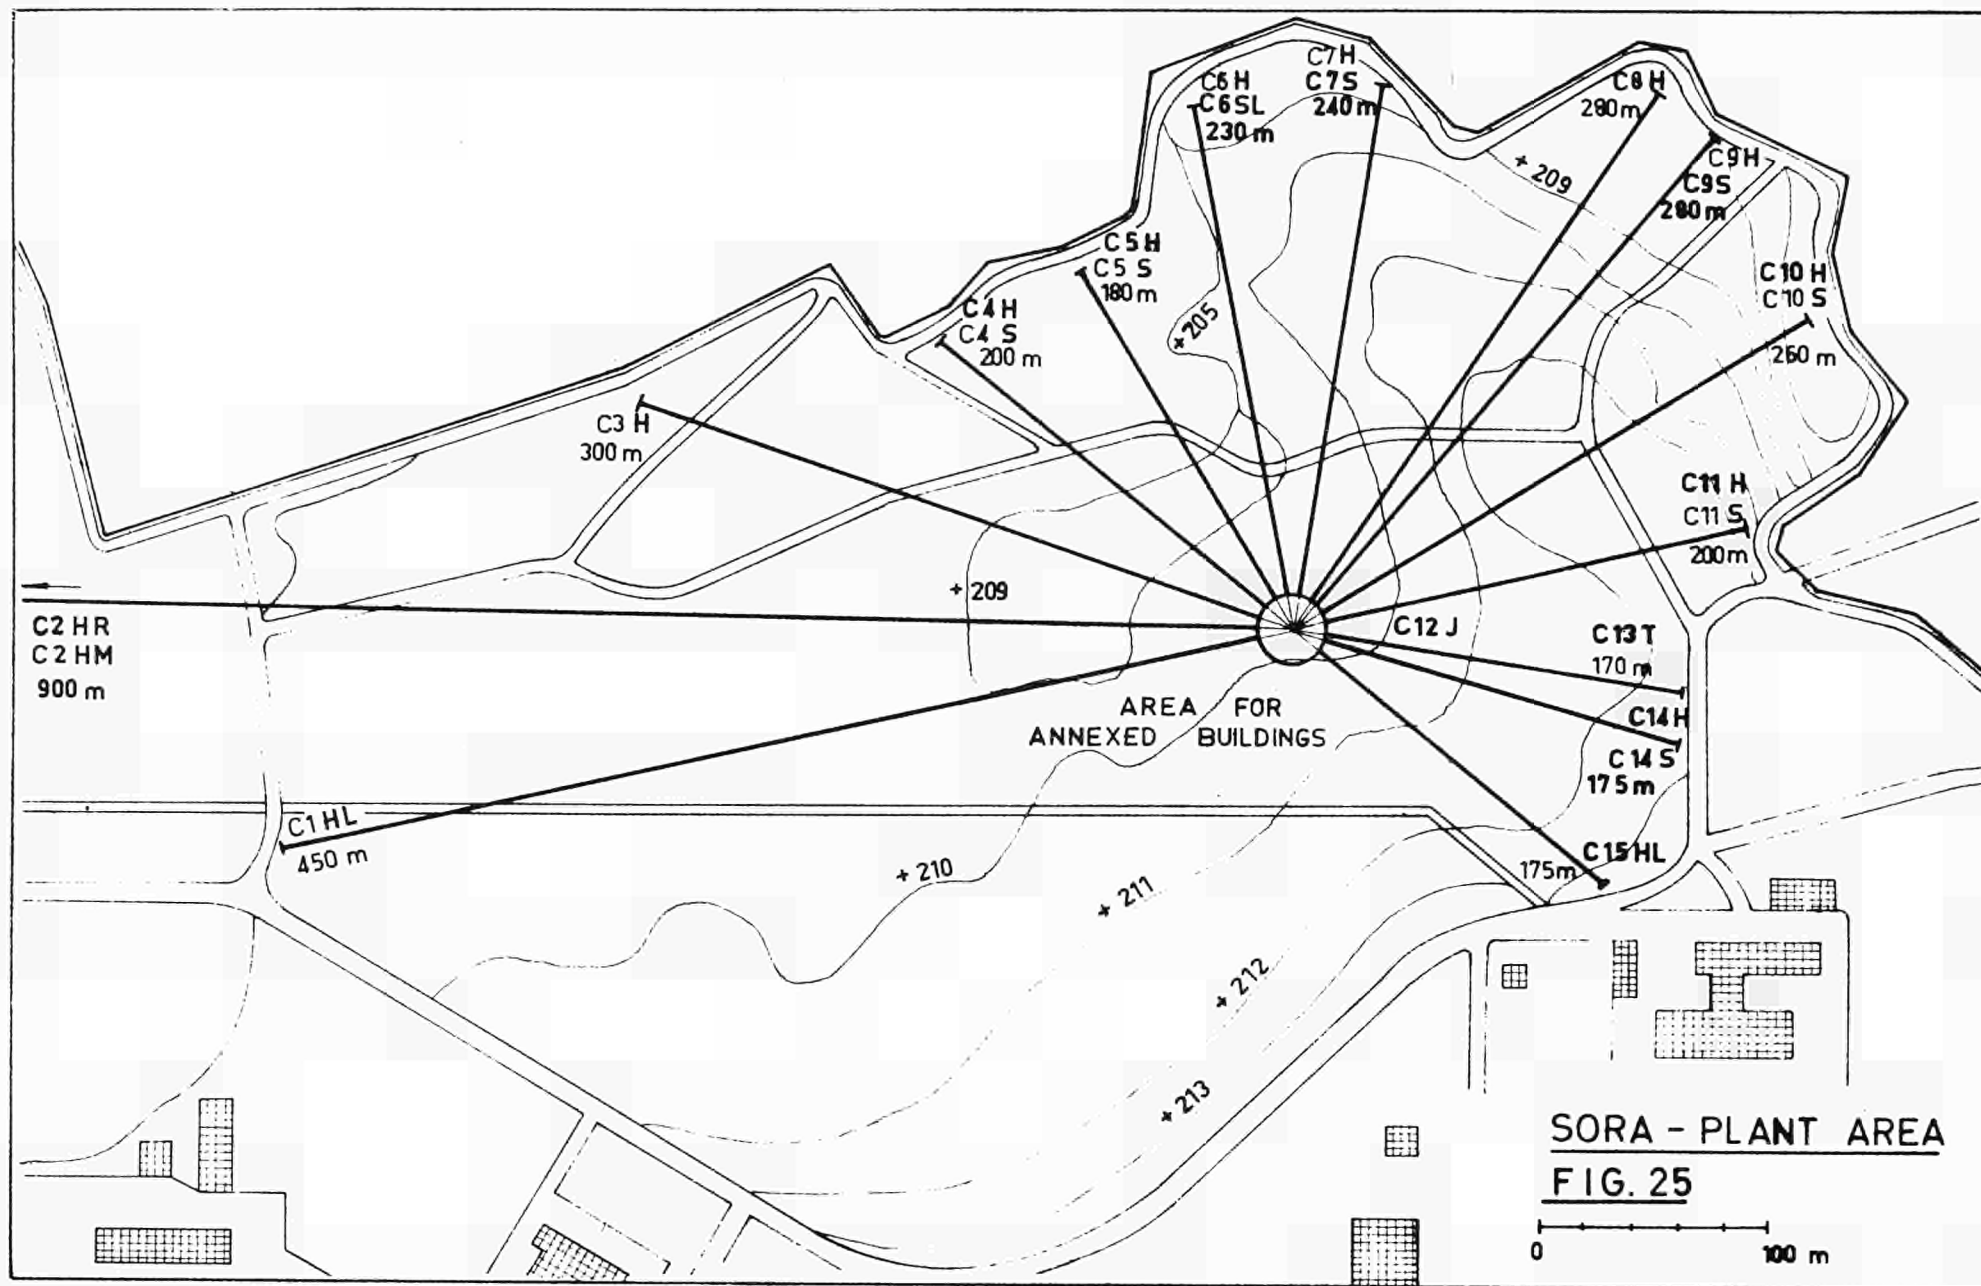 C7H
C7S
240 m
C6H
C6SL
230 m
C8H
280m
C9H
C9S
280m
+ 209
C5H
C5 S
180m
C10H
C10 S
260 m
C4H
C4 S
200 m
+ 205
C3 H
300 m
C11 H
C11 S
200m
+ 209
C2 HR
C2 HM
900 m
C12 J
C13 T
170 m
C14H
C14 S
175m
AREA FOR
ANNEXED BUILDINGS
C1 HL
450 m
C15HL
175m
+ 210
+ 211
+ 212
+ 213
SORA - PLANT AREA
FIG. 25
0 100 m